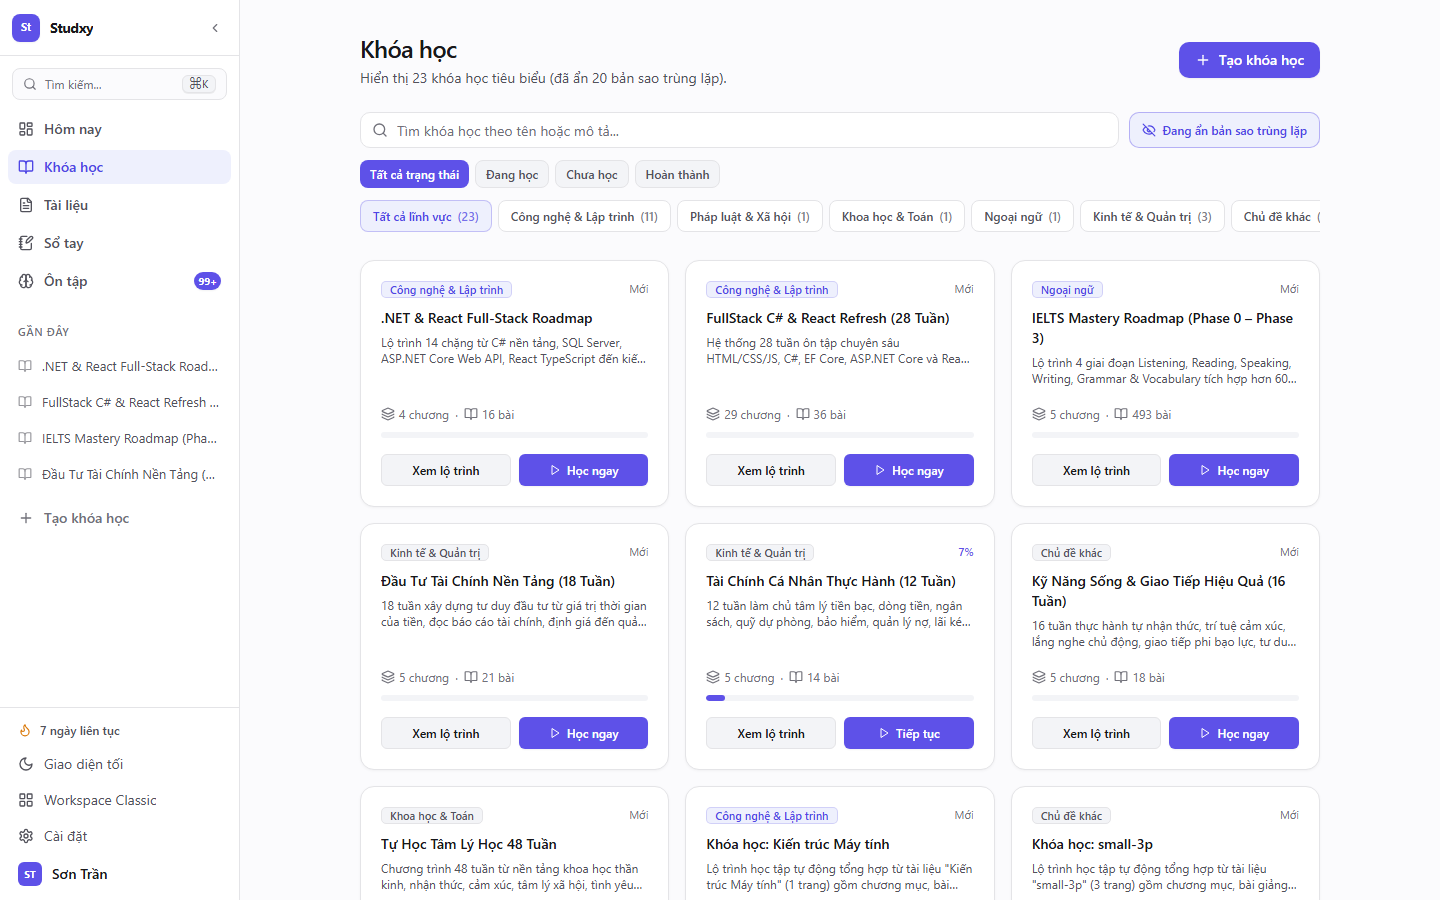 St Studxy
Tìm kiếm... ⌘K
Hôm nay
Khóa học
Tài liệu
Sổ tay
Ôn tập 99+
GẦN ĐÂY
.NET & React Full-Stack Road...
FullStack C# & React Refresh ...
IELTS Mastery Roadmap (Pha...
Đầu Tư Tài Chính Nền Tảng (...
Tạo khóa học
7 ngày liên tục
Giao diện tối
Workspace Classic
Cài đặt
ST Sơn Trần
Khóa học
Hiển thị 23 khóa học tiêu biểu (đã ẩn 20 bản sao trùng lặp).
Tạo khóa học
Tìm khóa học theo tên hoặc mô tả...
Đang ẩn bản sao trùng lặp
Tất cả trạng thái Đang học Chưa học Hoàn thành
Tất cả lĩnh vực (23) Công nghệ & Lập trình (11) Pháp luật & Xã hội (1) Khoa học & Toán (1) Ngoại ngữ (1) Kinh tế & Quản trị (3) Chủ đề khác (
Công nghệ & Lập trình Mới
.NET & React Full-Stack Roadmap
Lộ trình 14 chặng từ C# nền tảng, SQL Server,
ASP.NET Core Web API, React TypeScript đến kiế...
4 chương · 16 bài
Xem lộ trình Học ngay
Công nghệ & Lập trình Mới
FullStack C# & React Refresh (28 Tuần)
Hệ thống 28 tuần ôn tập chuyên sâu
HTML/CSS/JS, C#, EF Core, ASP.NET Core và Rea...
29 chương · 36 bài
Xem lộ trình Học ngay
Ngoại ngữ Mới
IELTS Mastery Roadmap (Phase 0 – Phase
3)
Lộ trình 4 giai đoạn Listening, Reading, Speaking,
Writing, Grammar & Vocabulary tích hợp hơn 60...
5 chương · 493 bài
Xem lộ trình Học ngay
Kinh tế & Quản trị Mới
Đầu Tư Tài Chính Nền Tảng (18 Tuần)
18 tuần xây dựng tư duy đầu tư từ giá trị thời gian
của tiền, đọc báo cáo tài chính, định giá đến quả...
5 chương · 21 bài
Xem lộ trình Học ngay
Kinh tế & Quản trị 7%
Tài Chính Cá Nhân Thực Hành (12 Tuần)
12 tuần làm chủ tâm lý tiền bạc, dòng tiền, ngân
sách, quỹ dự phòng, bảo hiểm, quản lý nợ, lãi ké...
5 chương · 14 bài
Xem lộ trình Tiếp tục
Chủ đề khác Mới
Kỹ Năng Sống & Giao Tiếp Hiệu Quả (16
Tuần)
16 tuần thực hành tự nhận thức, trí tuệ cảm xúc,
lắng nghe chủ động, giao tiếp phi bạo lực, tư du...
5 chương · 18 bài
Xem lộ trình Học ngay
Khoa học & Toán Mới
Tự Học Tâm Lý Học 48 Tuần
Chương trình 48 tuần từ nền tảng khoa học thần
kinh, nhận thức, cảm xúc, tâm lý xã hội, tình yêu...
Công nghệ & Lập trình Mới
Khóa học: Kiến trúc Máy tính
Lộ trình học tập tự động tổng hợp từ tài liệu "Kiến
trúc Máy tính" (1 trang) gồm chương mục, bài...
Chủ đề khác Mới
Khóa học: small-3p
Lộ trình học tập tự động tổng hợp từ tài liệu
"small-3p" (3 trang) gồm chương mục, bài giảng...